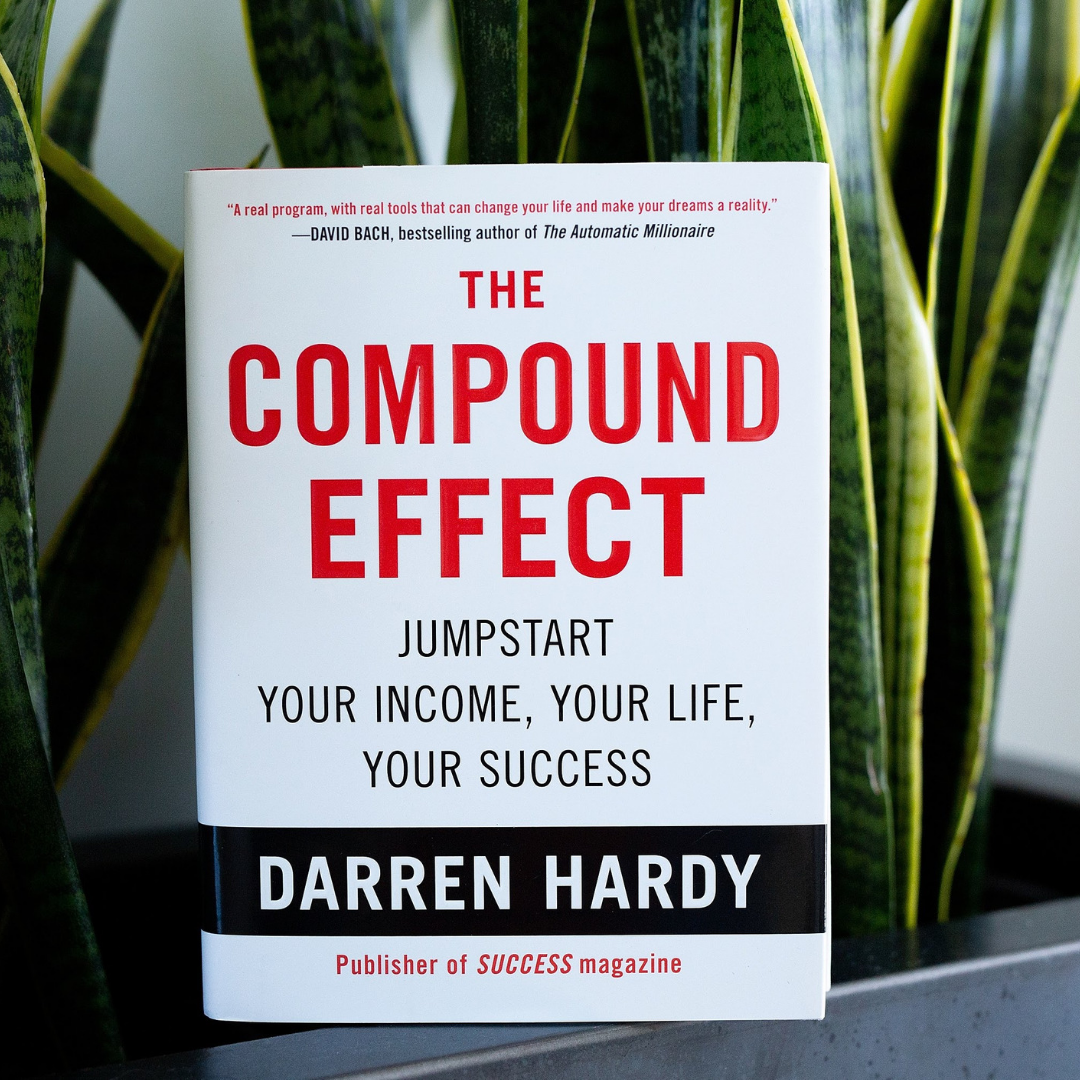 “A real program, with real tools that can change your life and make your dreams a reality.”
—DAVID BACH, bestselling author of The Automatic Millionaire
THE
COMPOUND
EFFECT
JUMPSTART
YOUR INCOME, YOUR LIFE,
YOUR SUCCESS
DARREN HARDY
Publisher of SUCCESS magazine